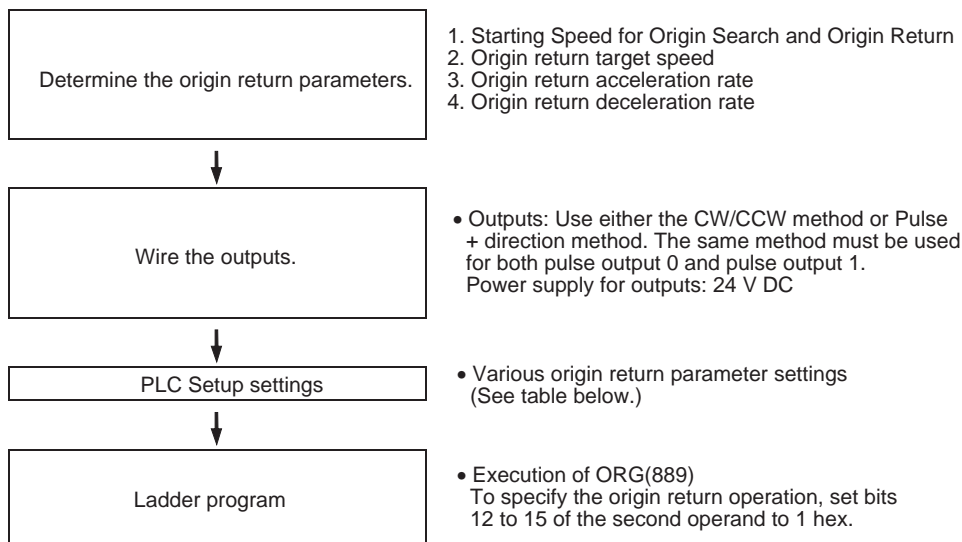 Determine the origin return parameters.
1. Starting Speed for Origin Search and Origin Return
2. Origin return target speed
3. Origin return acceleration rate
4. Origin return deceleration rate
Wire the outputs.
• Outputs: Use either the CW/CCW method or Pulse
+ direction method. The same method must be used
for both pulse output 0 and pulse output 1.
Power supply for outputs: 24 V DC
PLC Setup settings
• Various origin return parameter settings
(See table below.)
Ladder program
• Execution of ORG(889)
To specify the origin return operation, set bits
12 to 15 of the second operand to 1 hex.